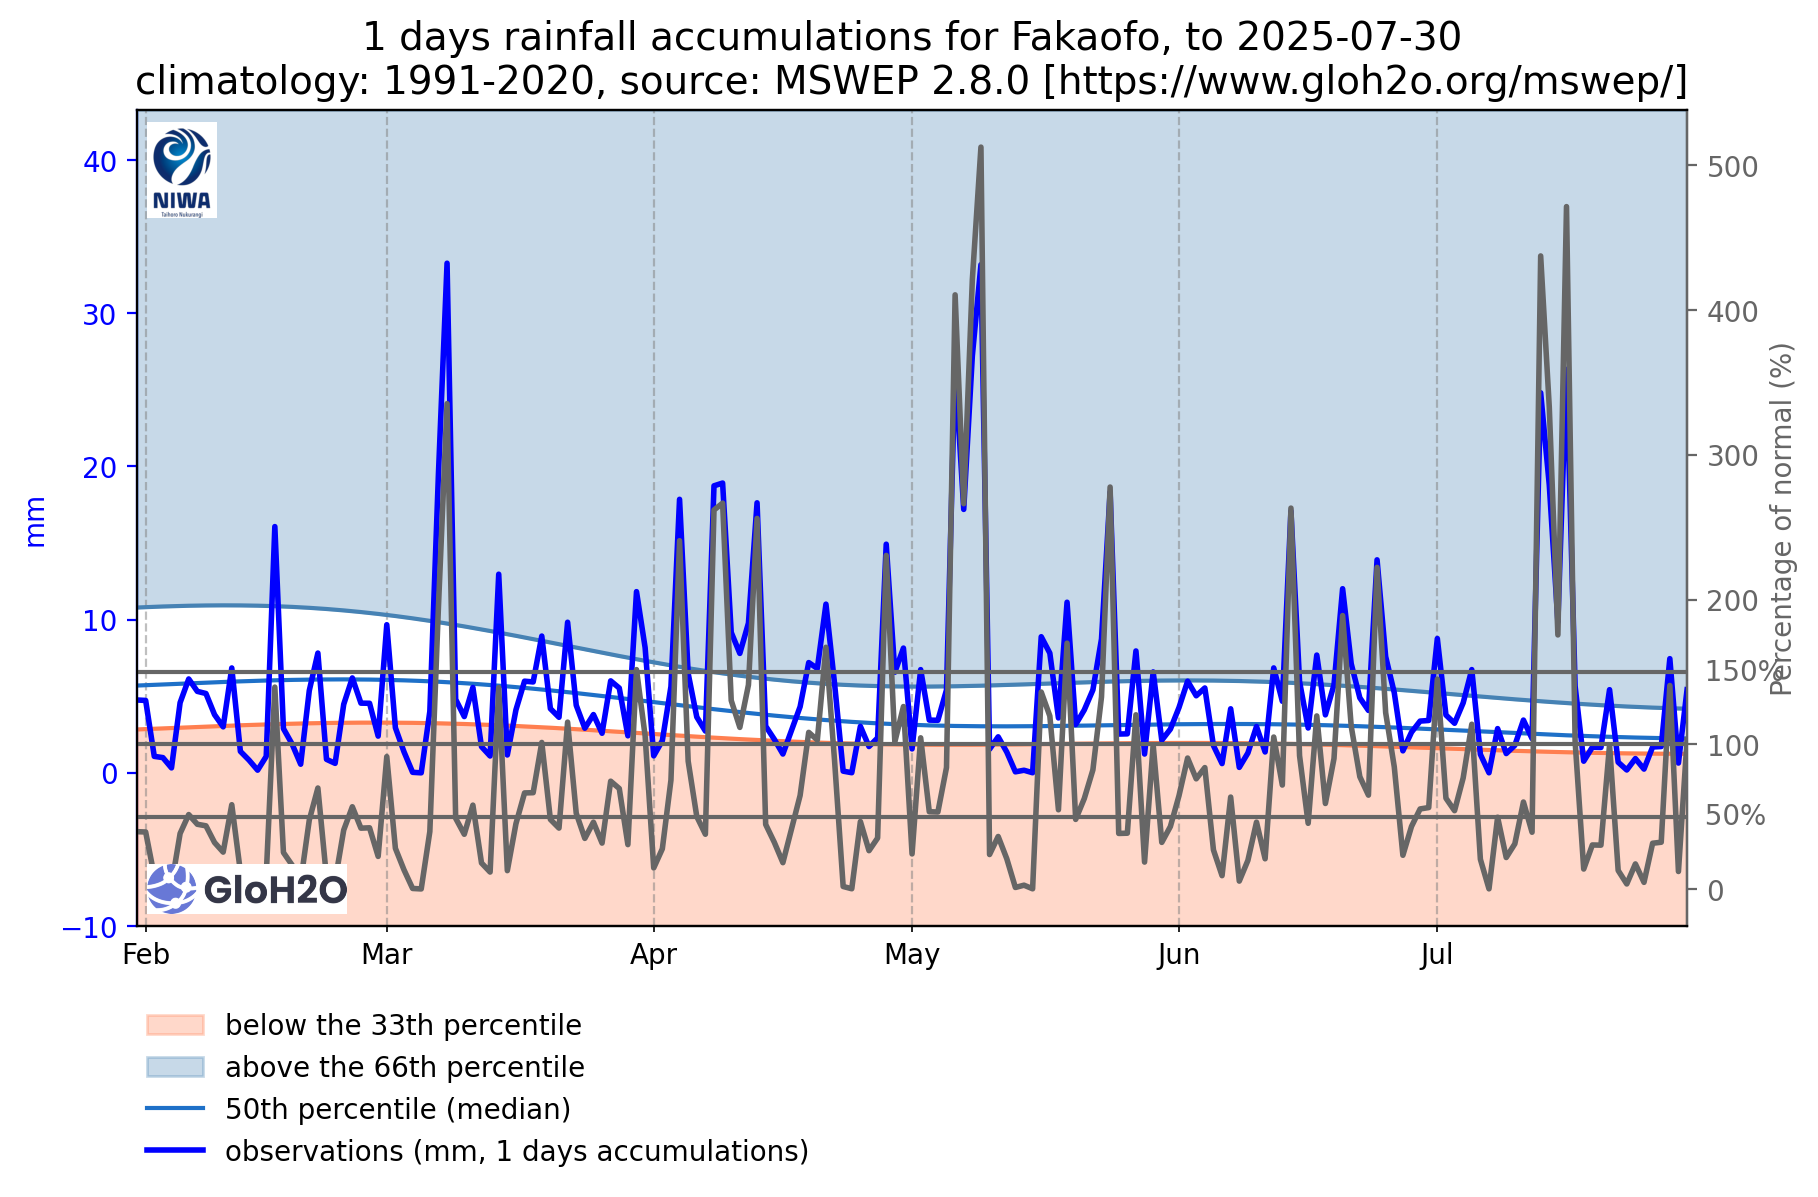 1 days rainfall accumulations for Fakaofo, to 2025-07-30
climatology: 1991-2020, source: MSWEP 2.8.0 [https://www.gloh2o.org/mswep/]
NIWA
Taihoro Nukurangi
40
30
20
10
0
−10
mm
500
400
300
200
150%
100
50%
0
Percentage of normal (%)
GloH2O
Feb
Mar
Apr
May
Jun
Jul
below the 33th percentile
above the 66th percentile
50th percentile (median)
observations (mm, 1 days accumulations)